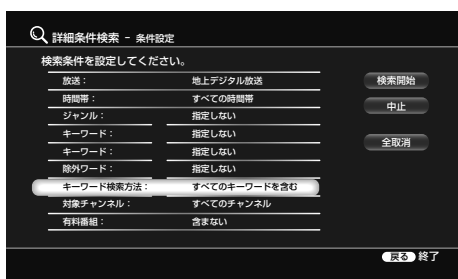 詳細条件検索 - 条件設定
検索条件を設定してください。
放送： 地上デジタル放送
時間帯： すべての時間帯
ジャンル： 指定しない
キーワード： 指定しない
キーワード： 指定しない
除外ワード： 指定しない
キーワード検索方法： すべてのキーワードを含む
対象チャンネル： すべてのチャンネル
有料番組： 含まない
検索開始
中止
全取消
戻る 終了